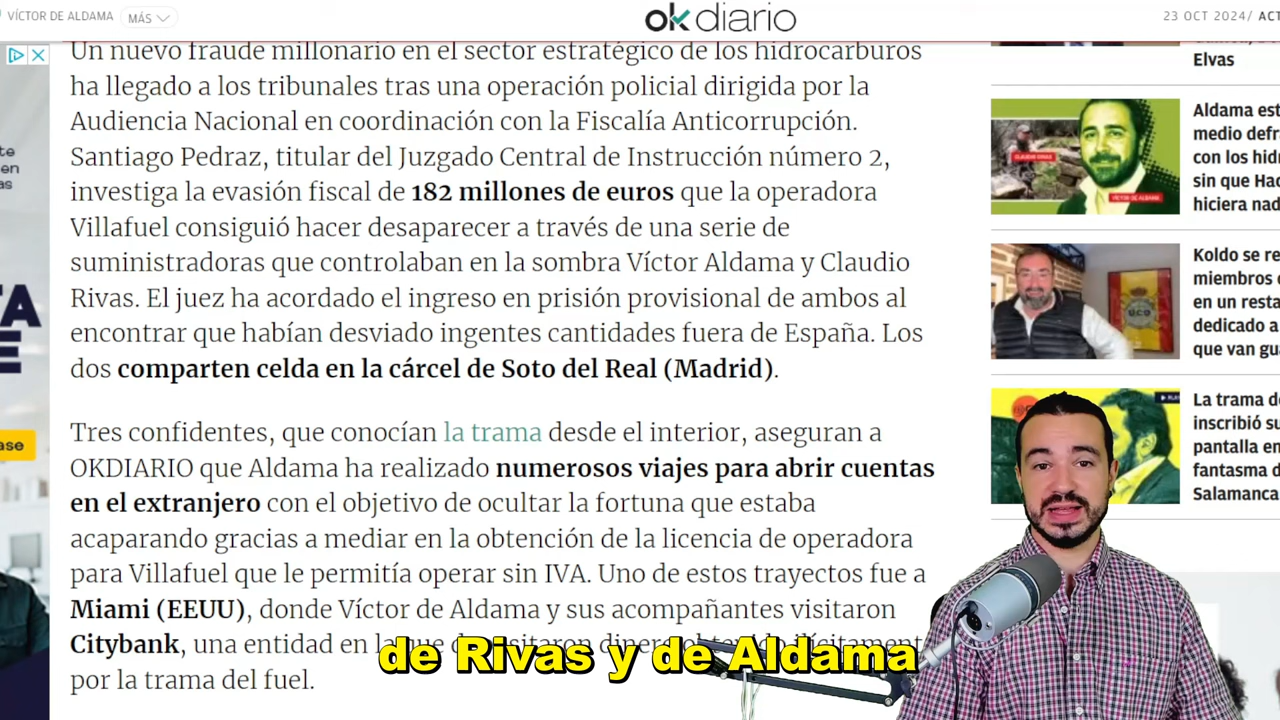 VÍCTOR DE ALDAMA
MÁS
okdiario
23 OCT 2024/ ACT
Un nuevo fraude millonario en el sector estratégico de los hidrocarburos
ha llegado a los tribunales tras una operación policial dirigida por la
Audiencia Nacional en coordinación con la Fiscalía Anticorrupción.
Santiago Pedraz, titular del Juzgado Central de Instrucción número 2,
investiga la evasión fiscal de 182 millones de euros que la operadora
Villafuel consiguió hacer desaparecer a través de una serie de
suministradoras que controlaban en la sombra Víctor Aldama y Claudio
Rivas. El juez ha acordado el ingreso en prisión provisional de ambos al
encontrar que habían desviado ingentes cantidades fuera de España. Los
dos comparten celda en la cárcel de Soto del Real (Madrid).
Tres confidentes, que conocían la trama desde el interior, aseguran a
OKDIARIO que Aldama ha realizado numerosos viajes para abrir cuentas
en el extranjero con el objetivo de ocultar la fortuna que estaba
acaparando gracias a mediar en la obtención de la licencia de operadora
para Villafuel que le permitía operar sin IVA. Uno de estos trayectos fue a
Miami (EEUU), donde Víctor de Aldama y sus acompañantes visitaron
Citybank, una entidad en la
por la trama del fuel.
de Rivas y de Aldama
Elvas
Aldama est
medio defr
con los hid
sin que Hac
hiciera nad
CLAUDIO RIVAS
VÍCTOR DE ALDAMA
Koldo se re
miembros
en un resta
dedicado a
que van gu
La trama d
inscribió su
pantalla en
fantasma d
Salamanca
te
en
as
TA
E
ase